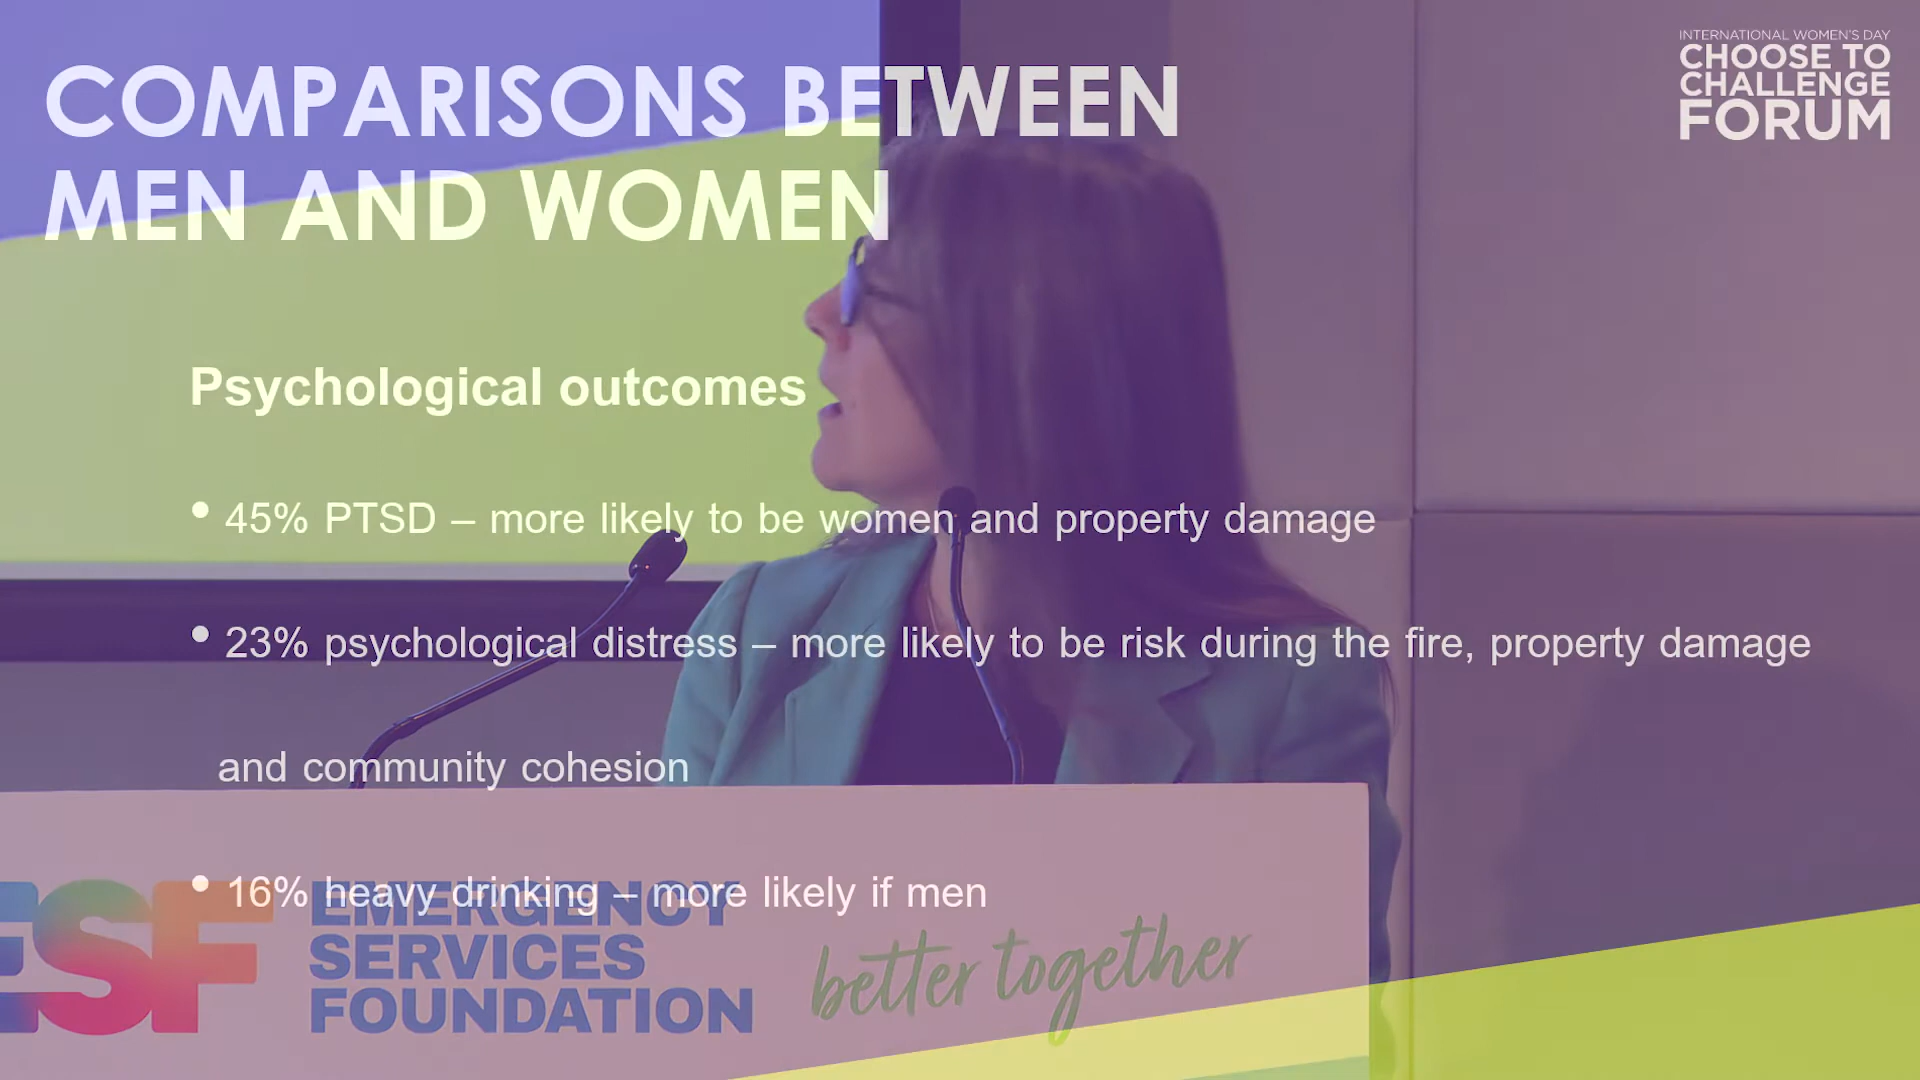 COMPARISONS BETWEEN
MEN AND WOMEN
INTERNATIONAL WOMEN'S DAY
CHOOSE TO
CHALLENGE
FORUM
Psychological outcomes
• 45% PTSD – more likely to be women and property damage
• 23% psychological distress – more likely to be risk during the fire, property damage
and community cohesion
• 16% heavy drinking – more likely if men
ESF
EMERGENCY
SERVICES
FOUNDATION
better together